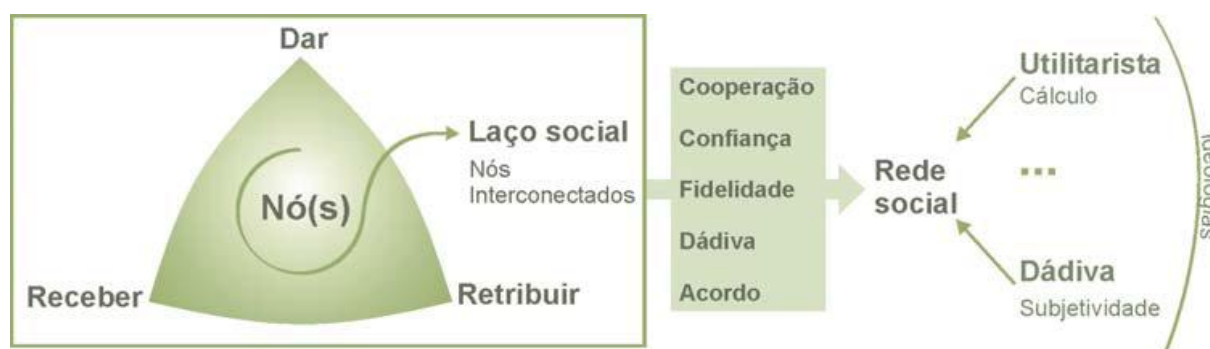 Dar
Nó(s)
Receber
Retribuir
Laço social
Nós
Interconectados
Cooperação
Confiança
Fidelidade
Dádiva
Acordo
Rede
social
Utilitarista
Cálculo
...
Dádiva
Subjetividade
Ideologias